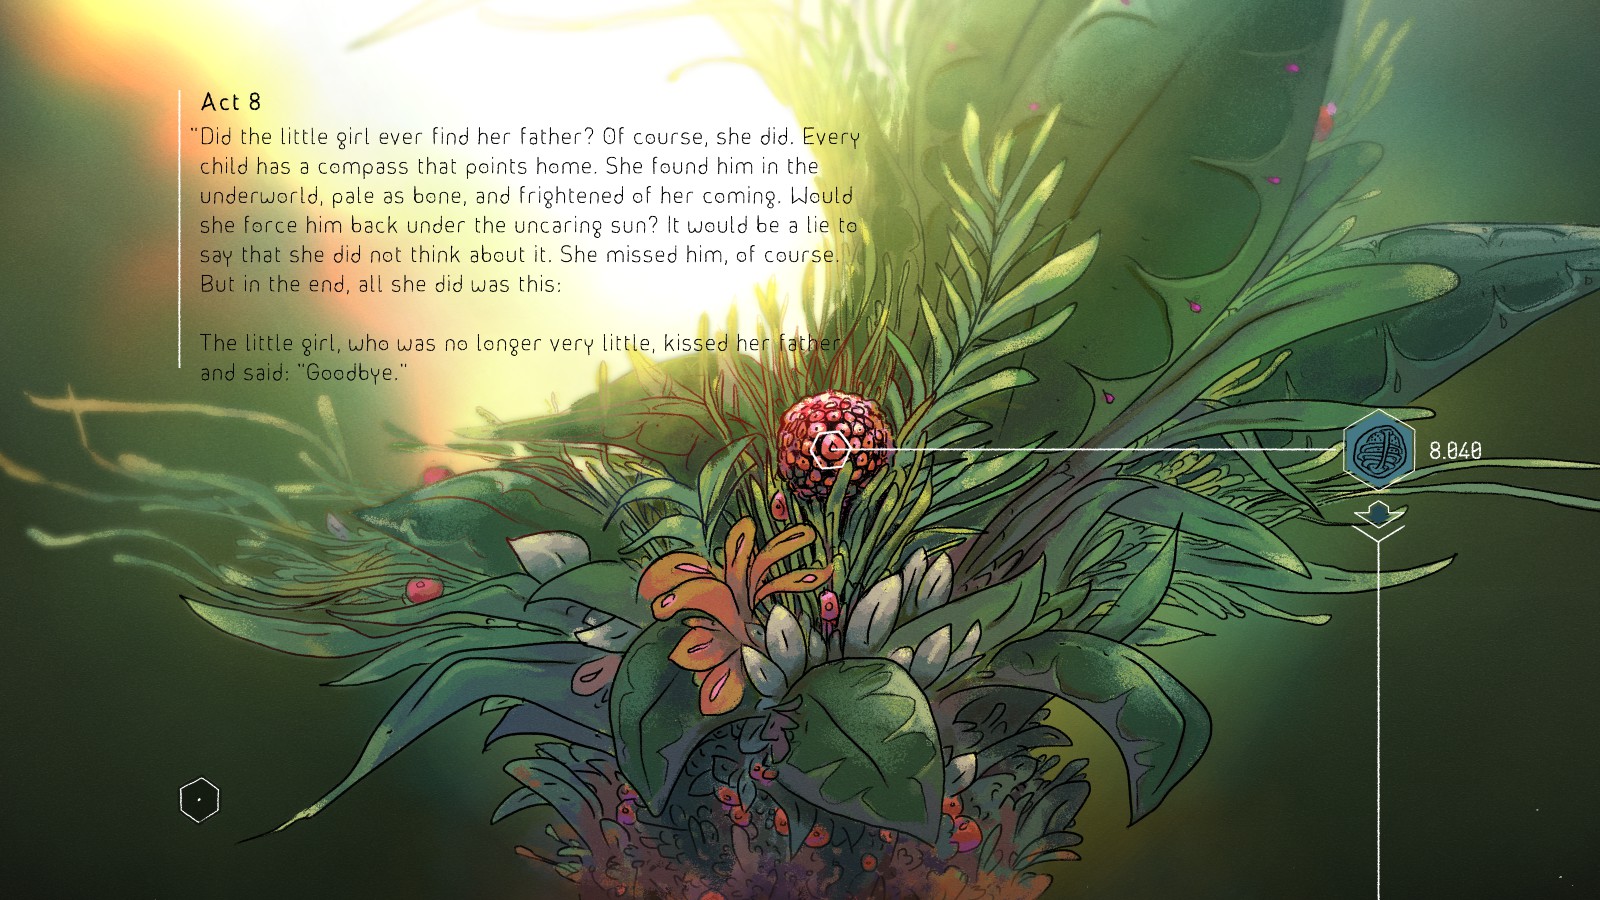 Act 8
"Did the little girl ever find her father? Of course, she did. Every
child has a compass that points home. She found him in the
underworld, pale as bone, and frightened of her coming. Would
she force him back under the uncaring sun? It would be a lie to
say that she did not think about it. She missed him, of course.
But in the end, all she did was this:
The little girl, who was no longer very little, kissed her father
and said: "Goodbye."
8.040